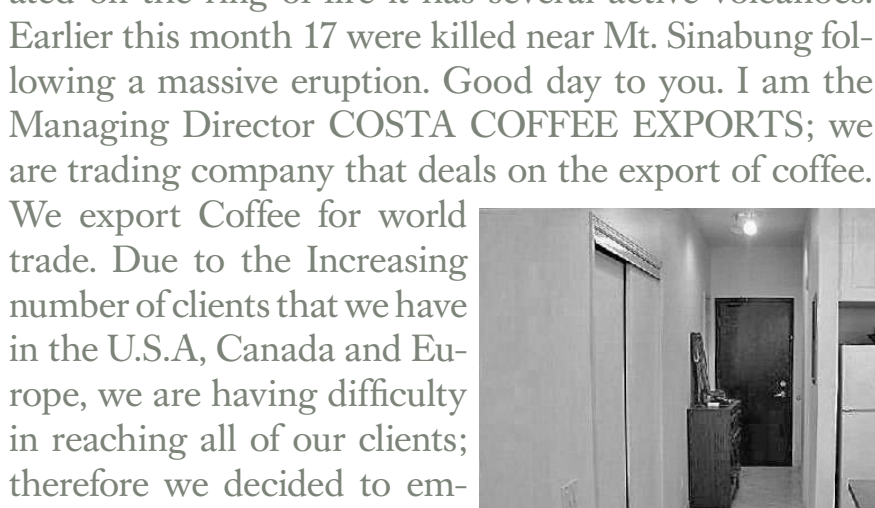 ated on the ring of life it has several active volcanoes.
Earlier this month 17 were killed near Mt. Sinabung fol-
lowing a massive eruption. Good day to you. I am the
Managing Director COSTA COFFEE EXPORTS; we
are trading company that deals on the export of coffee.
We export Coffee for world
trade. Due to the Increasing
number of clients that we have
in the U.S.A, Canada and Eu-
rope, we are having difficulty
in reaching all of our clients;
therefore we decided to em-